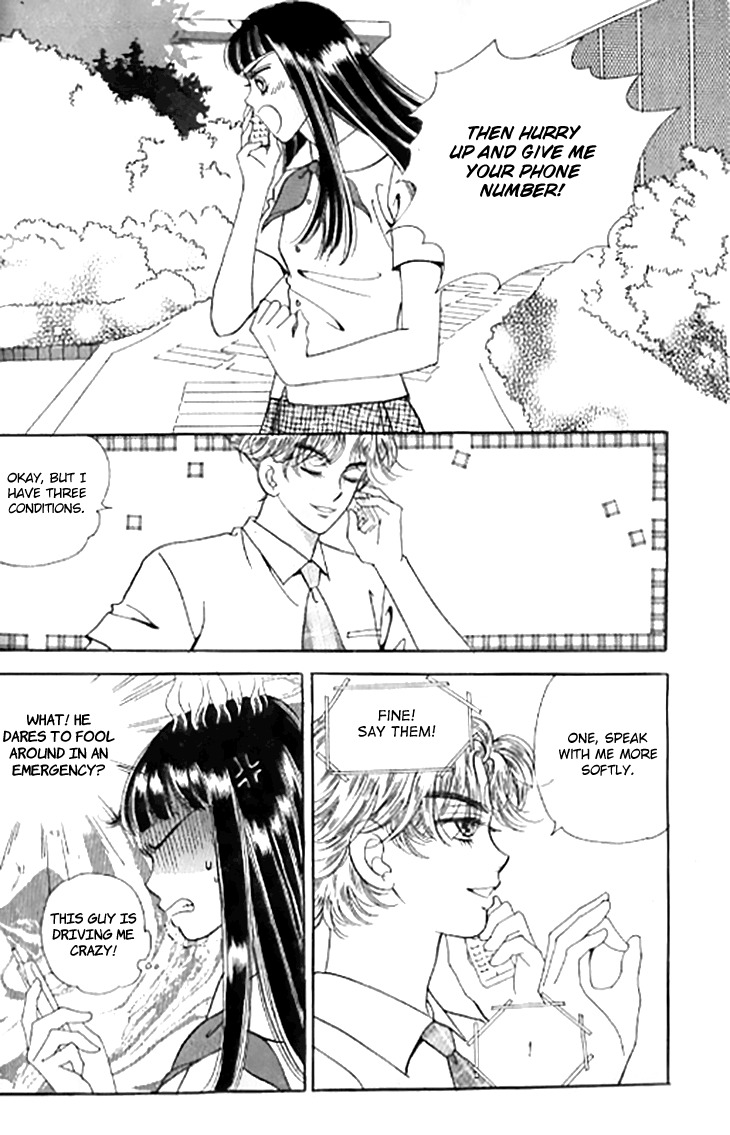 THEN HURRY
UP AND GIVE ME
YOUR PHONE
NUMBER!
OKAY, BUT I
HAVE THREE
CONDITIONS.
WHAT! HE
DARES TO FOOL
AROUND IN AN
EMERGENCY?
THIS GUY IS
DRIVING ME
CRAZY!
FINE!
SAY THEM!
ONE, SPEAK
WITH ME MORE
SOFTLY.
!